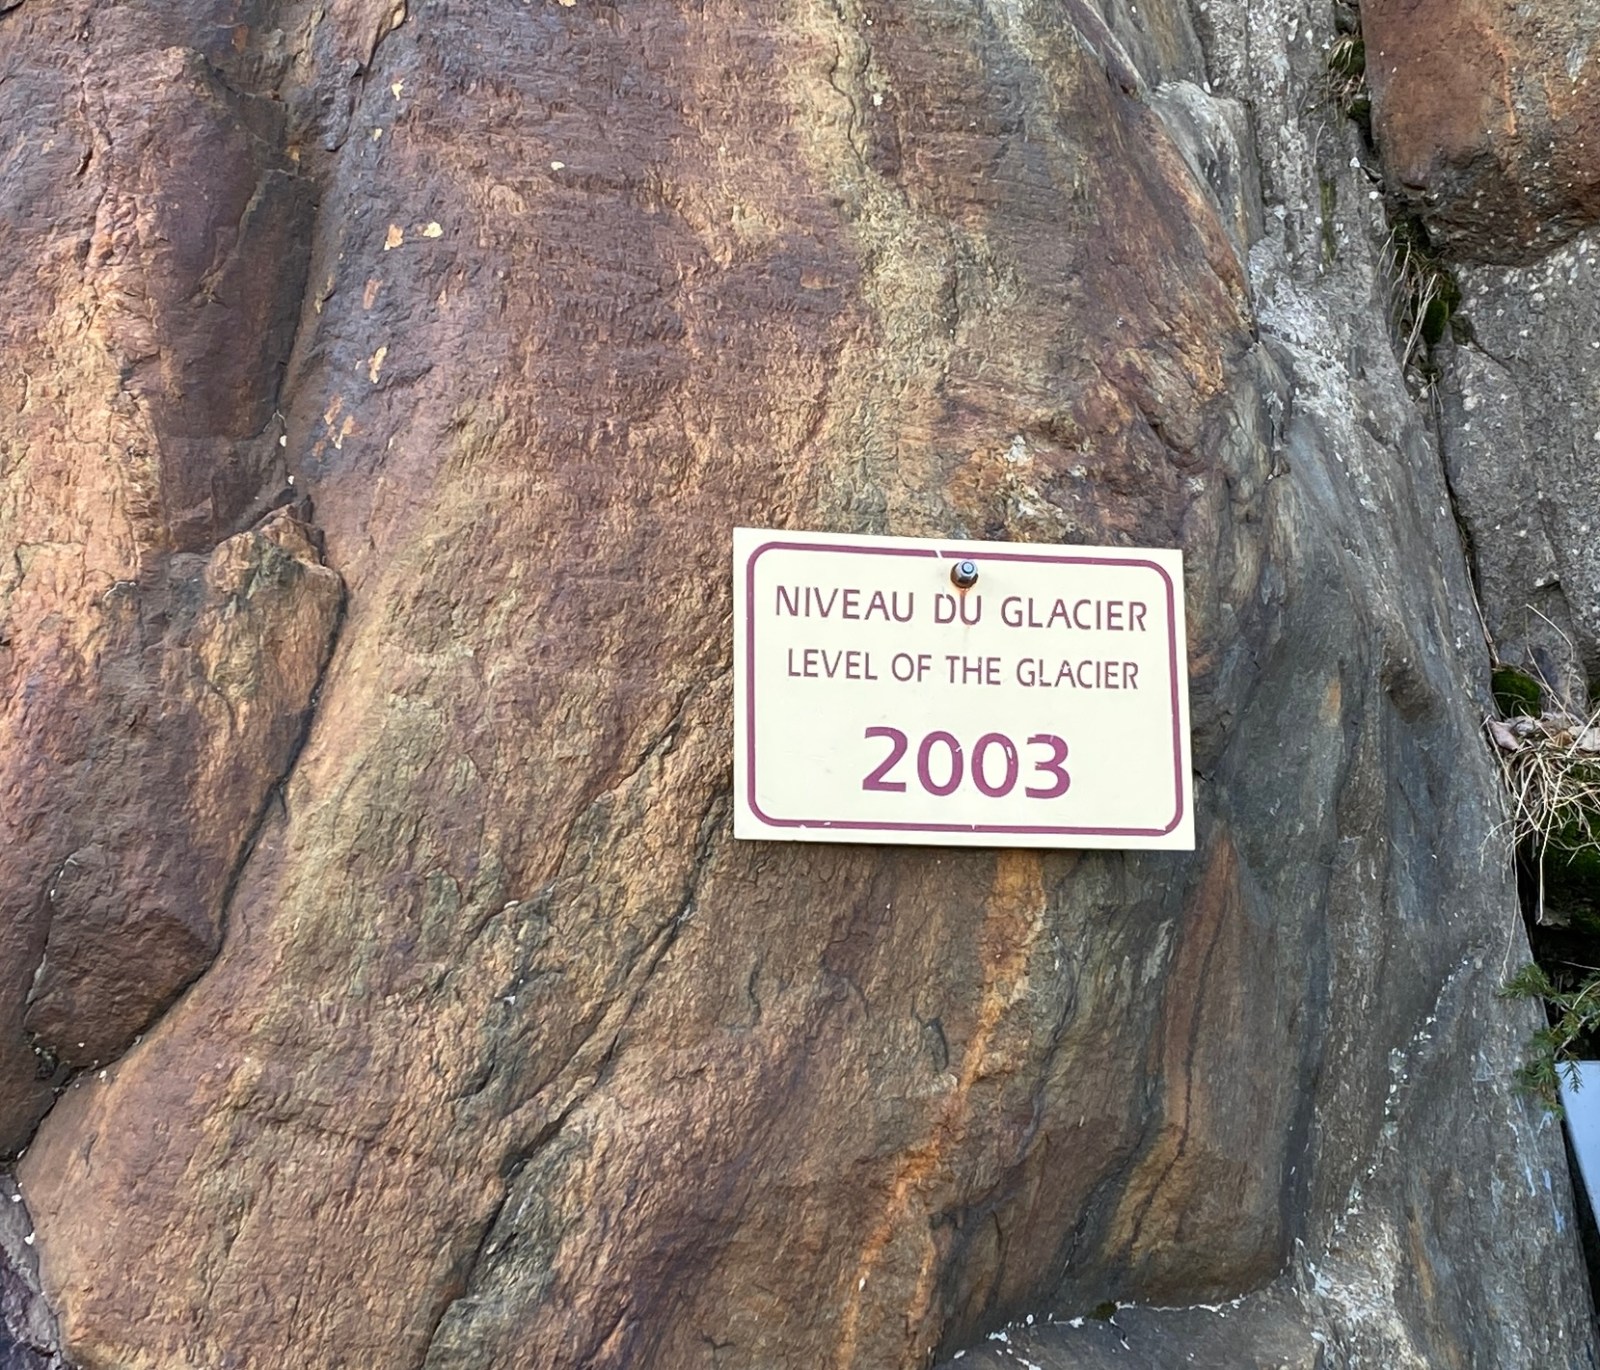 NIVEAU DU GLACIER
LEVEL OF THE GLACIER
2003